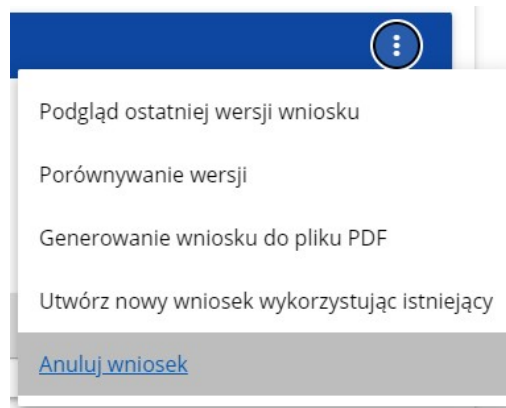 Podgląd ostatniej wersji wniosku
Porównywanie wersji
Generowanie wniosku do pliku PDF
Utwórz nowy wniosek wykorzystując istniejący
Anuluj wniosek